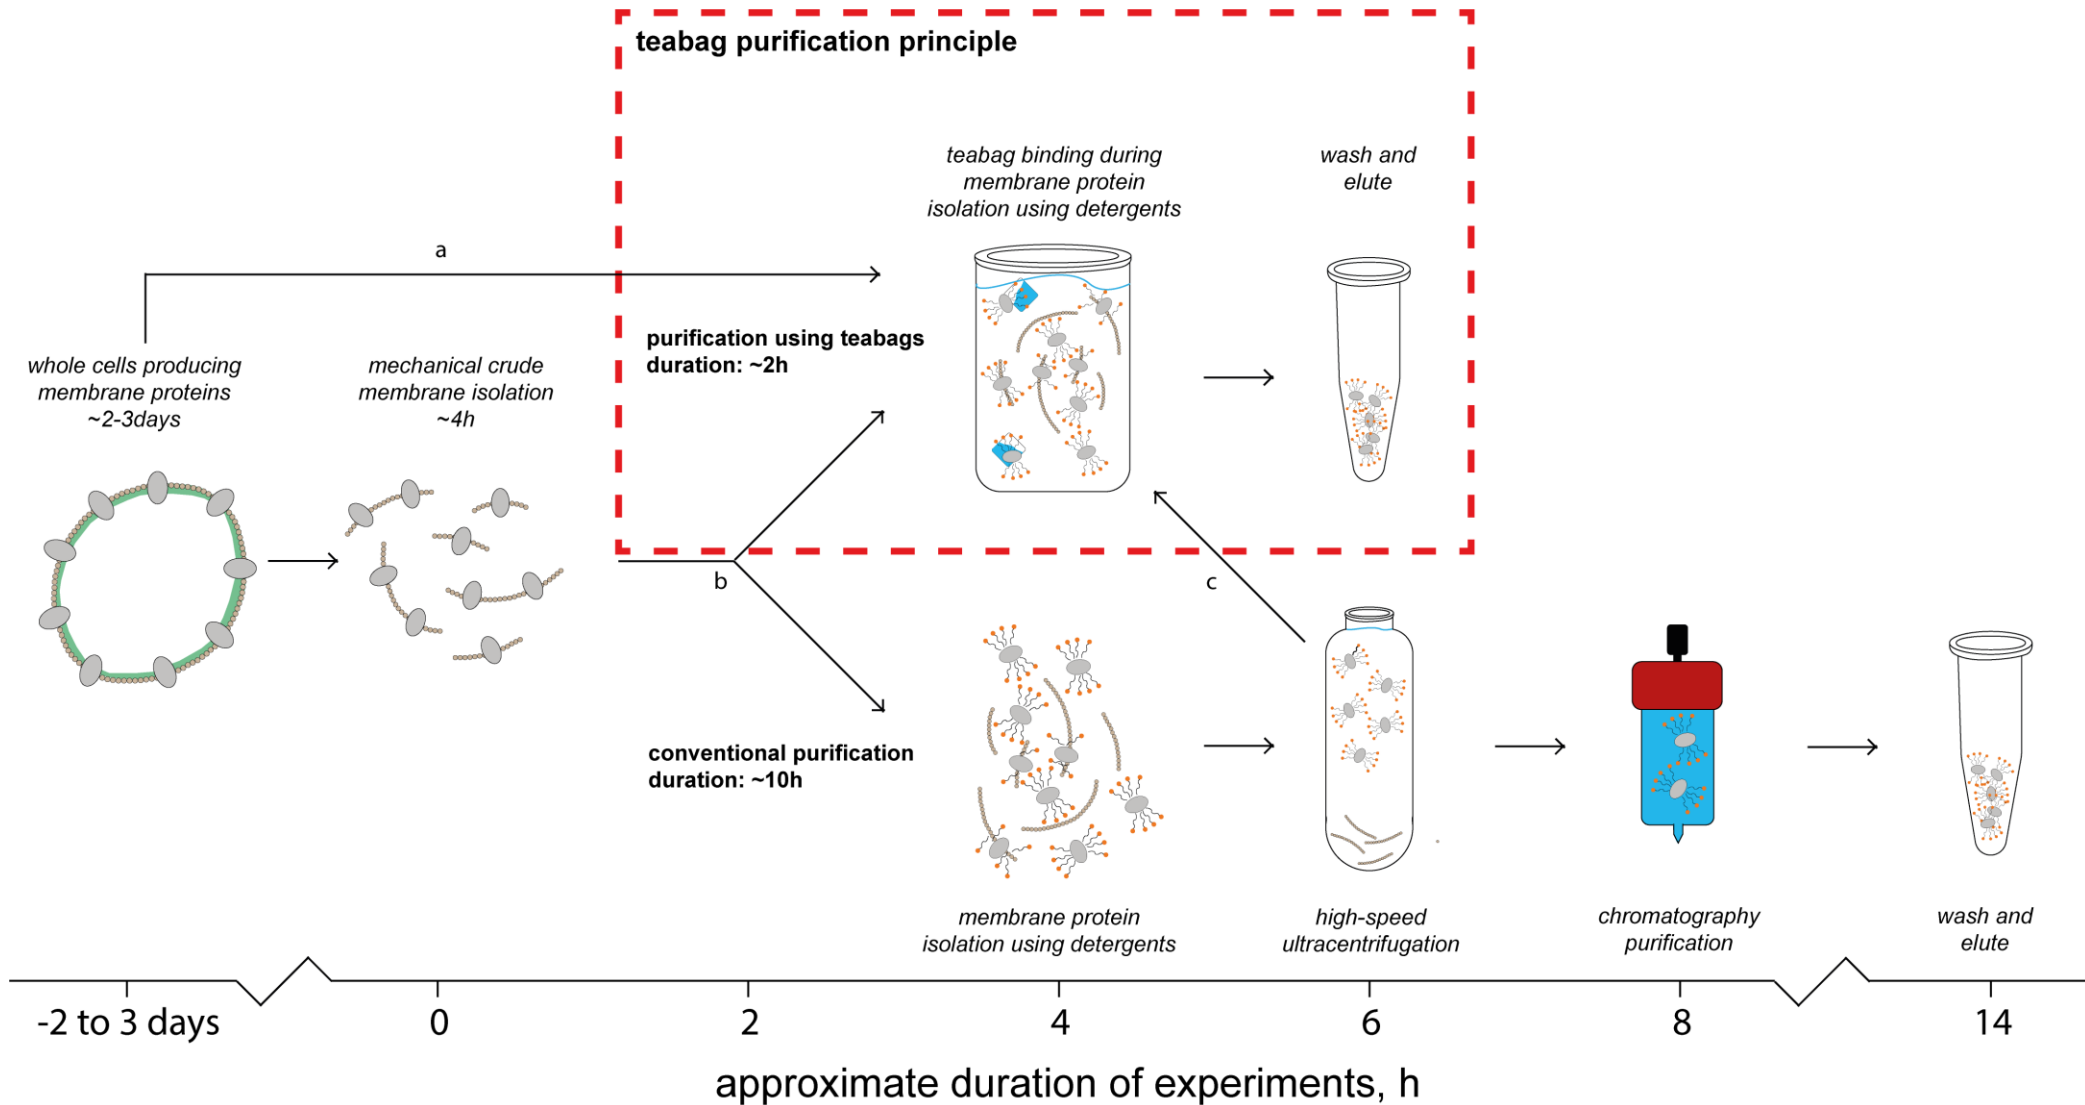 teabag purification principle
teabag binding during
membrane protein
isolation using detergents
wash and
elute
a
purification using teabags
duration: ~2h
whole cells producing
membrane proteins
~2-3days
mechanical crude
membrane isolation
~4h
b
c
conventional purification
duration: ~10h
membrane protein
isolation using detergents
high-speed
ultracentrifugation
chromatography
purification
wash and
elute
-2 to 3 days
0
2
4
6
8
14
approximate duration of experiments, h